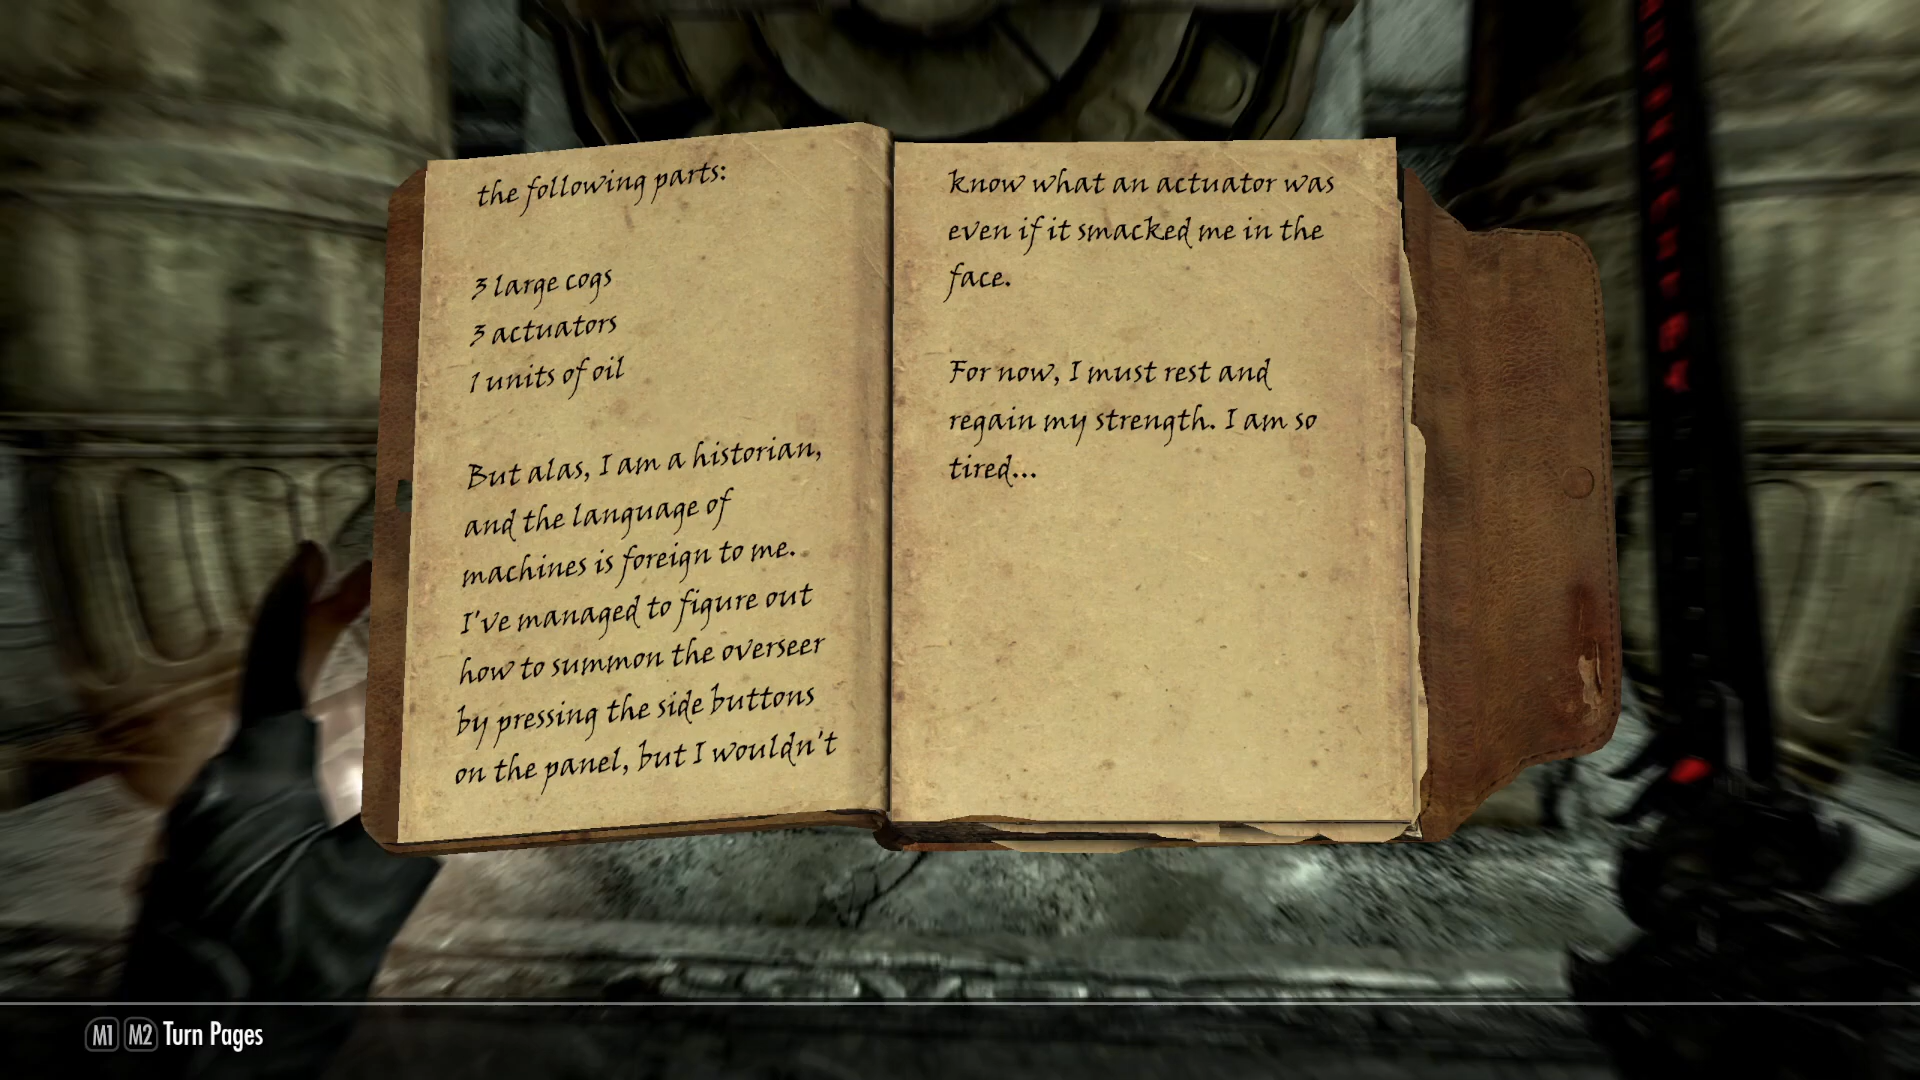 the following parts:
3 large cogs
3 actuators
1 units of oil
But alas, I am a historian,
and the language of
machines is foreign to me.
I've managed to figure out
how to summon the overseer
by pressing the side buttons
on the panel, but I wouldn't
know what an actuator was
even if it smacked me in the
face.
For now, I must rest and
regain my strength. I am so
tired...
M1 M2 Turn Pages